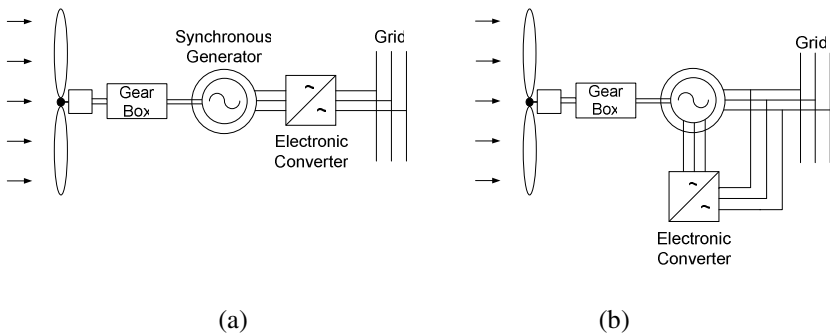 Synchronous
Generator
Grid
Gear
Box
~
~
Electronic
Converter
(a)
Grid
Gear
Box
~
~
Electronic
Converter
(b)